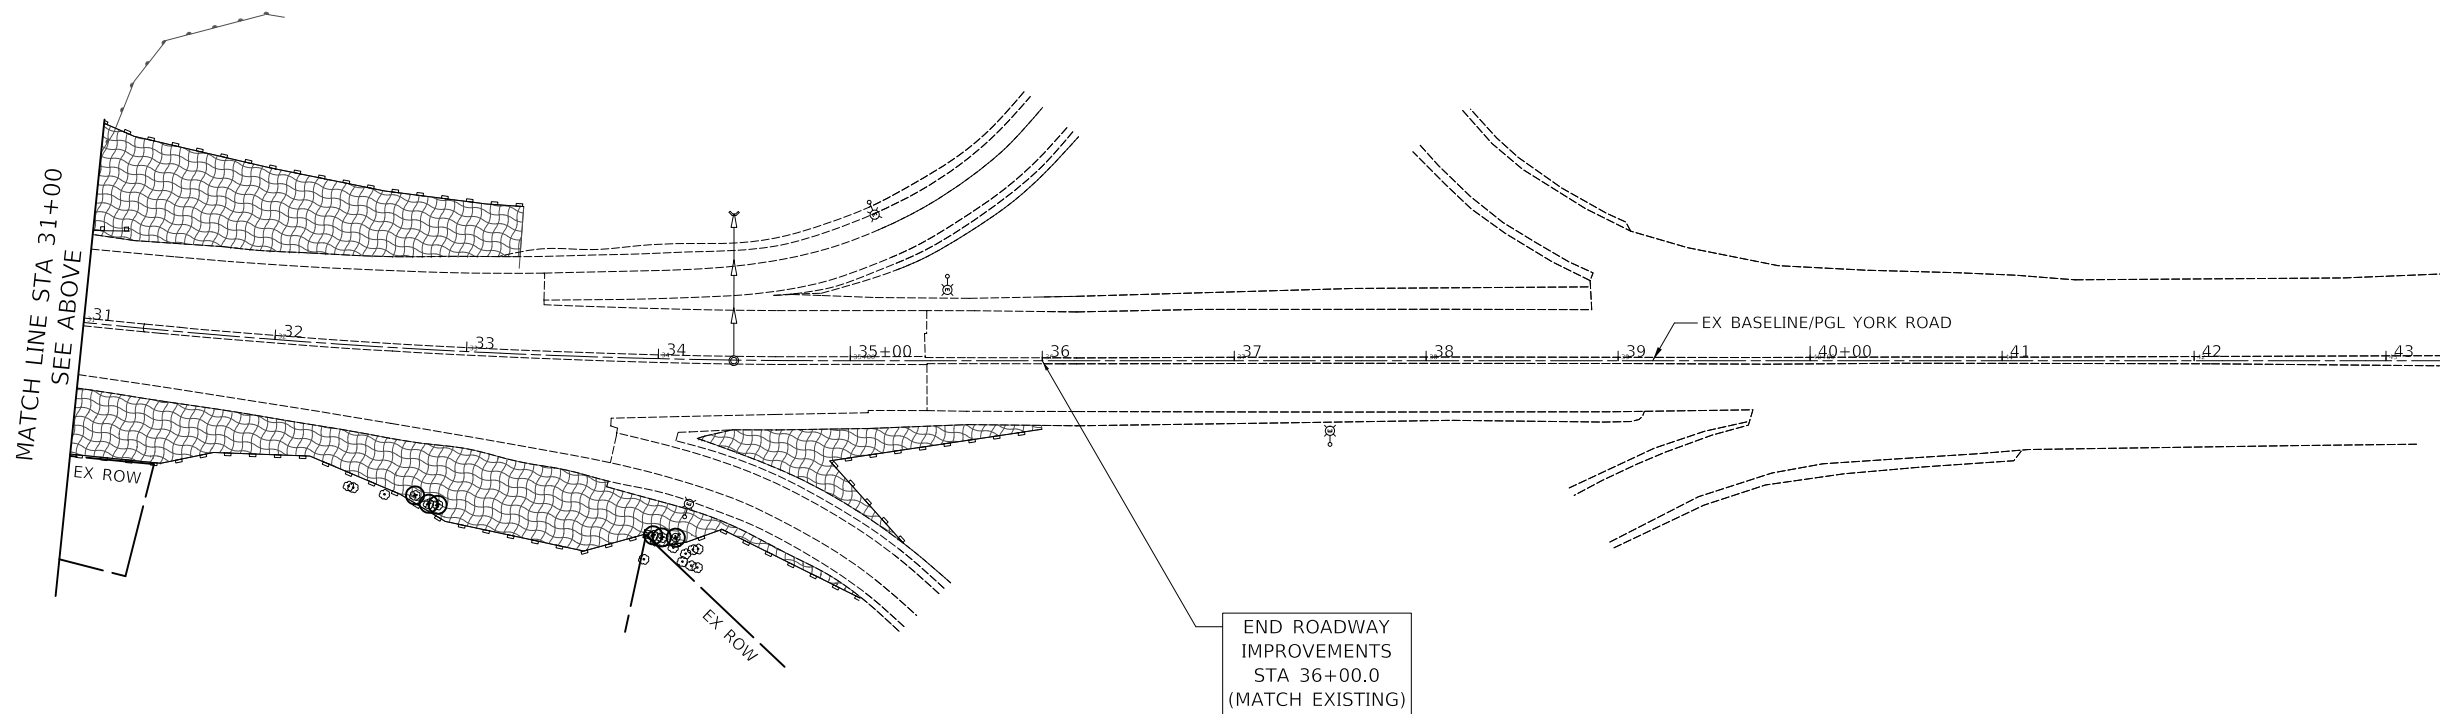 MATCH LINE STA 31+00
SEE ABOVE
31
32
33
34
35+00
36
37
38
39
40+00
41
42
43
EX BASELINE/PGL YORK ROAD
EX ROW
EX ROW
END ROADWAY
IMPROVEMENTS
STA 36+00.0
(MATCH EXISTING)